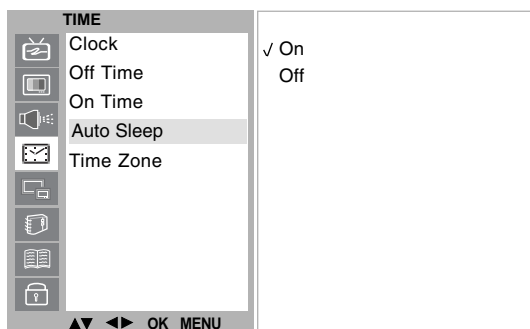 TIME
Clock
Off Time
On Time
Auto Sleep
Time Zone
√ On
Off
▲▼ ◀▶ OK MENU